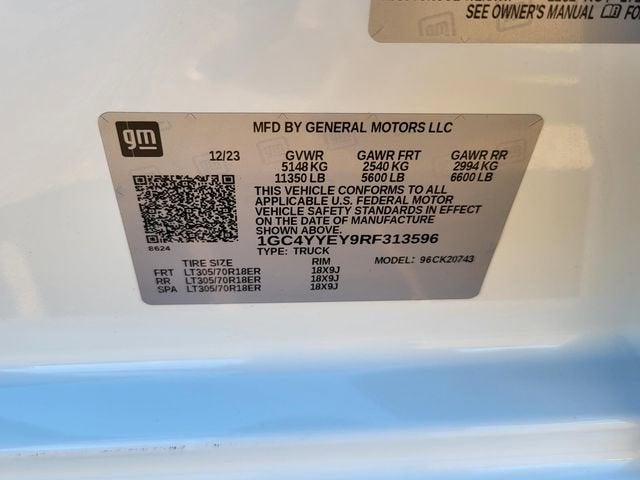 SEE OWNER'S MANUAL
gm
MFD BY GENERAL MOTORS LLC
12/23 GVWR GAWR FRT GAWR RR
5148 KG 2540 KG 2994 KG
11350 LB 5600 LB 6600 LB
THIS VEHICLE CONFORMS TO ALL
APPLICABLE U.S. FEDERAL MOTOR
VEHICLE SAFETY STANDARDS IN EFFECT
ON THE DATE OF MANUFACTURE
1GC4YYEY9RF313596
8624
TYPE: TRUCK MODEL: 96CK20743
TIRE SIZE RIM
FRT LT305/70R18ER 18X9J
RR LT305/70R18ER 18X9J
SPA LT305/70R18ER 18X9J